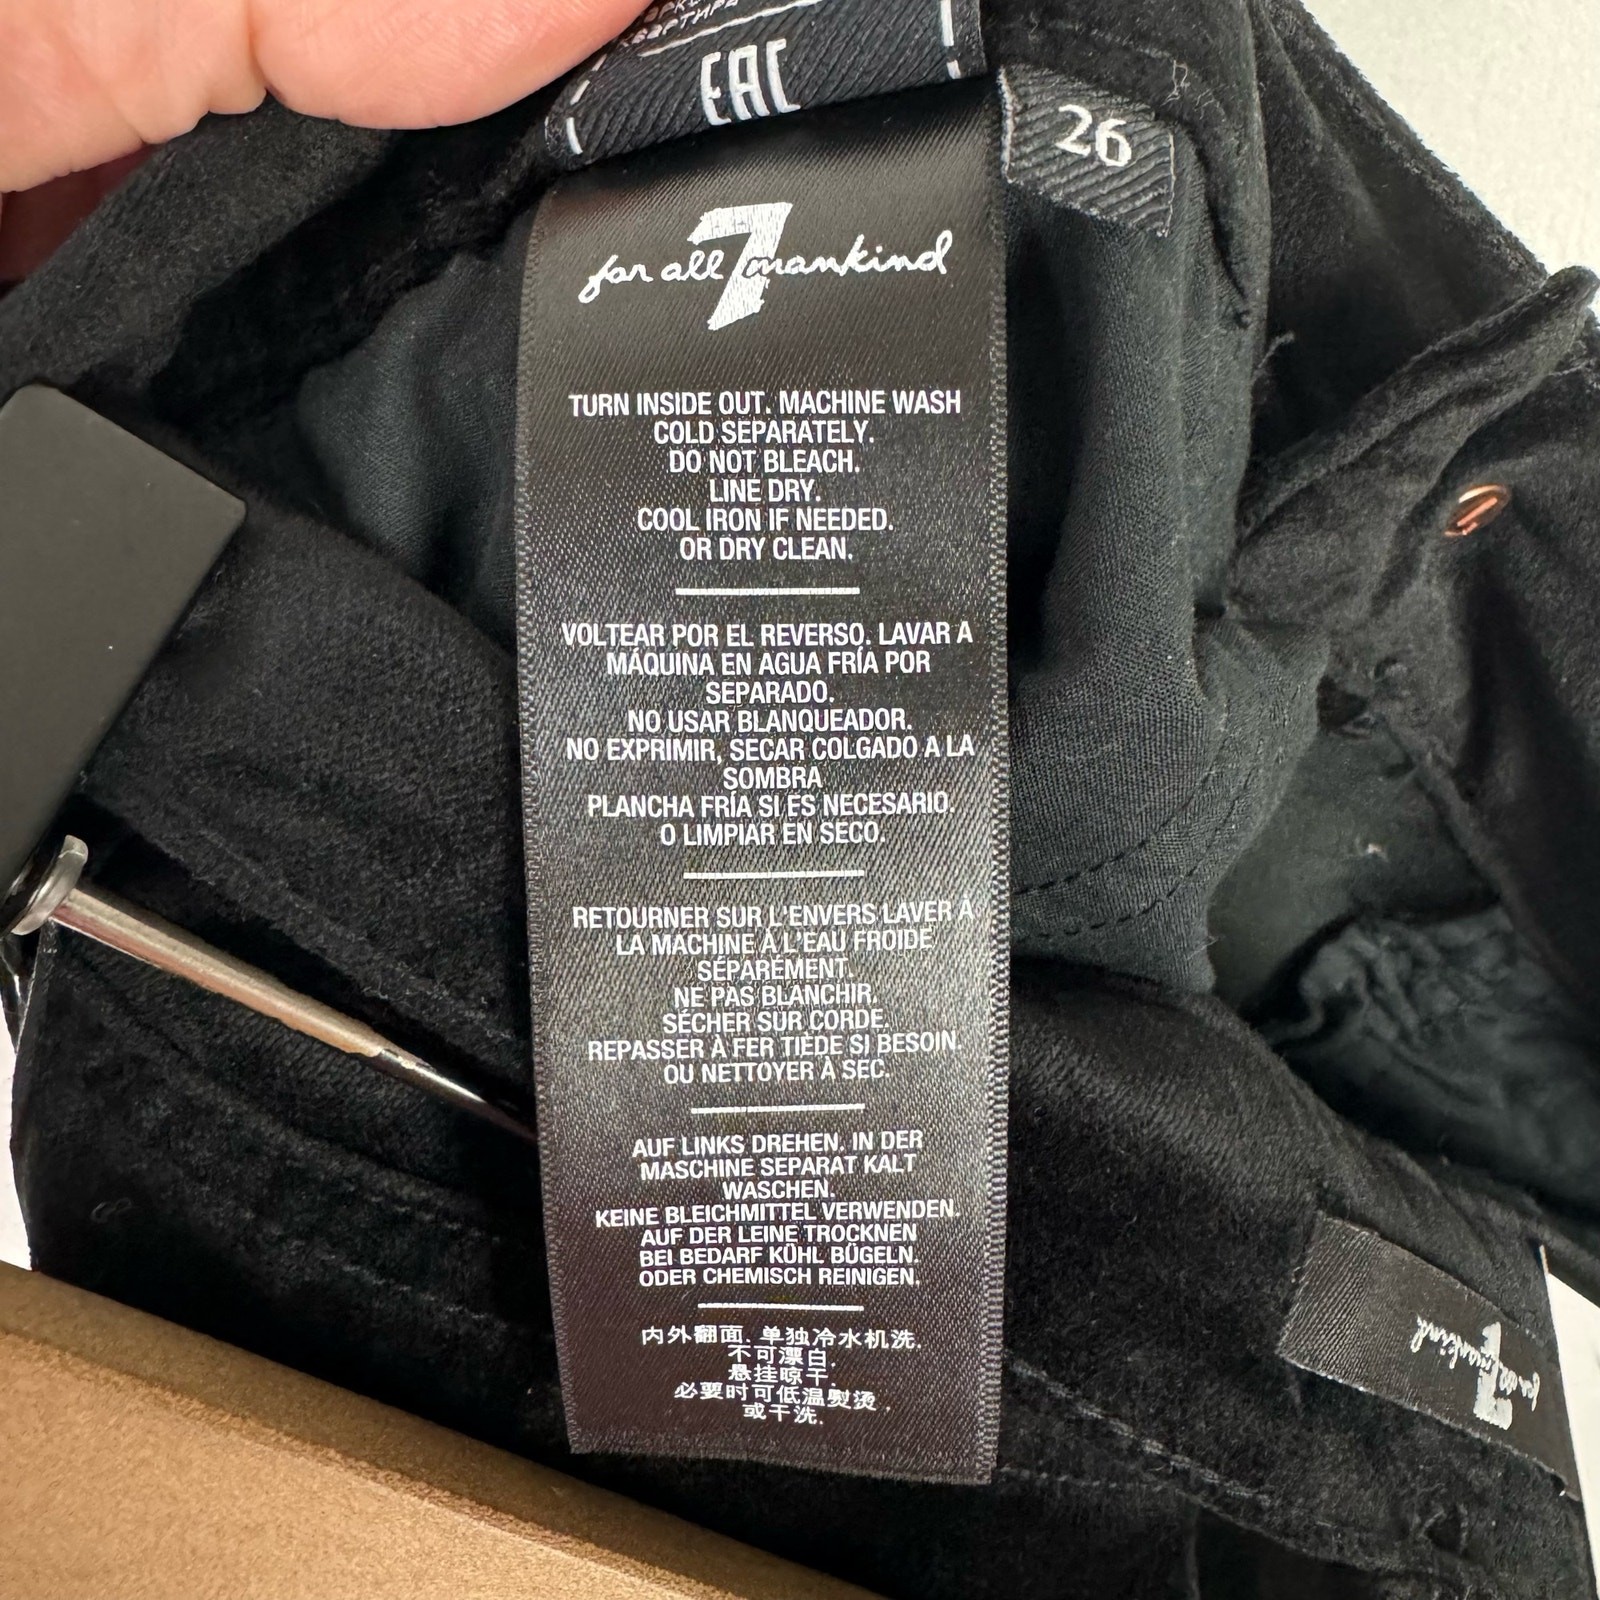 EAC
26
for all 7 mankind
TURN INSIDE OUT. MACHINE WASH
COLD SEPARATELY.
DO NOT BLEACH.
LINE DRY.
COOL IRON IF NEEDED.
OR DRY CLEAN.
VOLTEAR POR EL REVERSO. LAVAR A
MÁQUINA EN AGUA FRÍA POR
SEPARADO.
NO USAR BLANQUEADOR.
NO EXPRIMIR, SECAR COLGADO A LA
SOMBRA
PLANCHA FRÍA SI ES NECESARIO.
O LIMPIAR EN SECO.
RETOURNER SUR L'ENVERS LAVER À
LA MACHINE À L'EAU FROIDE
SÉPARÉMENT.
NE PAS BLANCHIR.
SÉCHER SUR CORDE.
REPASSER À FER TIÈDE SI BESOIN
OU NETTOYER À SEC.
AUF LINKS DREHEN. IN DER
MASCHINE SEPARAT KALT
WASCHEN.
KEINE BLEICHMITTEL VERWENDEN.
AUF DER LEINE TROCKNEN
BEI BEDARF KÜHL BÜGELN.
ODER CHEMISCH REINIGEN.
内外翻面. 单独冷水机洗.
不可漂白.
悬挂晾干.
必要时可低温熨烫.
或干洗.
for all 7 mankind